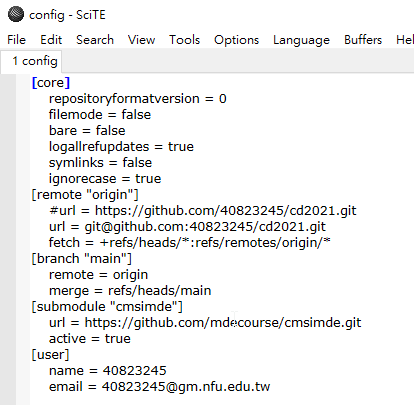 config - SciTE
File Edit Search View Tools Options Language Buffers Hel
1 config
[core]
repositoryformatversion = 0
filemode = false
bare = false
logallrefupdates = true
symlinks = false
ignorecase = true
[remote "origin"]
#url = https://github.com/40823245/cd2021.git
url = git@github.com:40823245/cd2021.git
fetch = +refs/heads/*:refs/remotes/origin/*
[branch "main"]
remote = origin
merge = refs/heads/main
[submodule "cmsimde"]
url = https://github.com/mdecourse/cmsimde.git
active = true
[user]
name = 40823245
email = 40823245@gm.nfu.edu.tw